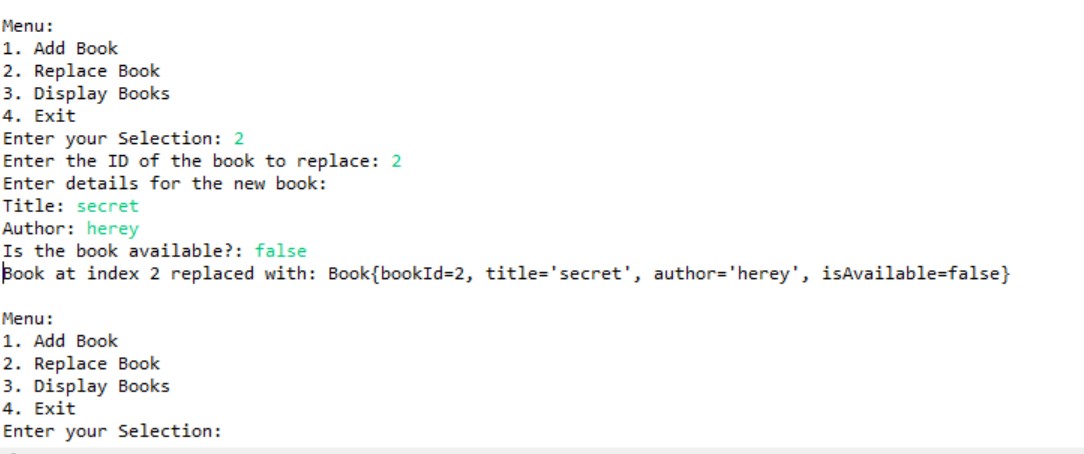 Menu:
1. Add Book
2. Replace Book
3. Display Books
4. Exit
Enter your Selection: 2
Enter the ID of the book to replace: 2
Enter details for the new book:
Title: secret
Author: herey
Is the book available?: false
Book at index 2 replaced with: Book{bookId=2, title='secret', author='herey', isAvailable=false}
Menu:
1. Add Book
2. Replace Book
3. Display Books
4. Exit
Enter your Selection: